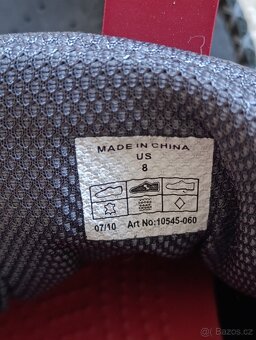 MADE IN CHINA
US
8
07/10 Art No:10545-060
Bazos.cz